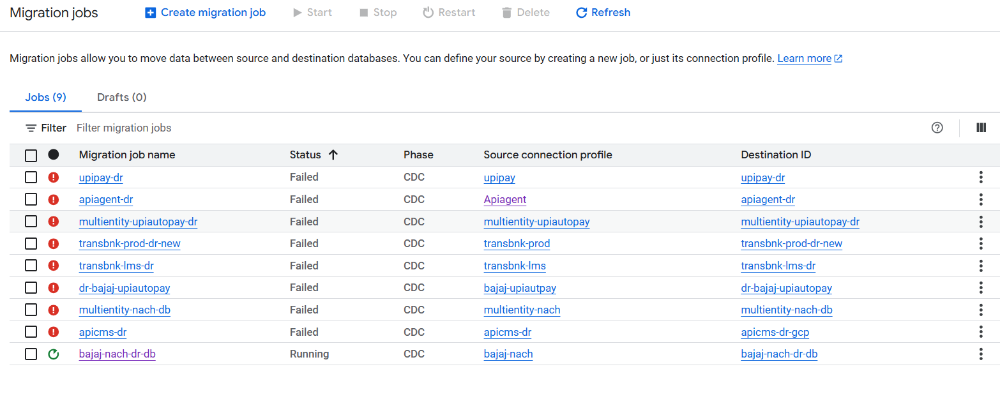 Migration jobs Create migration job Start Stop Restart Delete Refresh
Migration jobs allow you to move data between source and destination databases. You can define your source by creating a new job, or just its connection profile. Learn more
Jobs (9) Drafts (0)
Filter Filter migration jobs
Migration job name Status Phase Source connection profile Destination ID
upipay-dr Failed CDC upipay upipay-dr
apiagent-dr Failed CDC Apiagent apiagent-dr
multientity-upiautopay-dr Failed CDC multientity-upiautopay multientity-upiautopay-dr
transbnk-prod-dr-new Failed CDC transbnk-prod transbnk-prod-dr-new
transbnk-lms-dr Failed CDC transbnk-lms transbnk-lms-dr
dr-bajaj-upiautopay Failed CDC bajaj-upiautpay dr-bajaj-upiautopay
multientity-nach-db Failed CDC multientity-nach multientity-nach-db
apicms-dr Failed CDC apicms-dr apicms-dr-gcp
bajaj-nach-dr-db Running CDC bajaj-nach bajaj-nach-dr-db